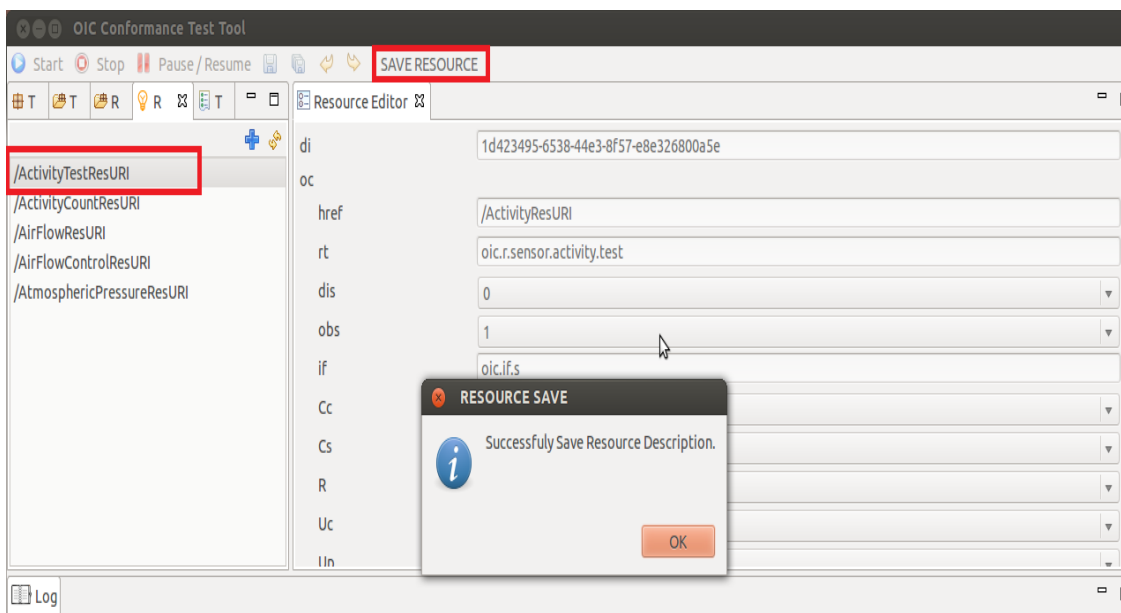 OIC Conformance Test Tool
Start Stop Pause/Resume SAVE RESOURCE
T T R R T
Resource Editor
/ActivityTestResURI
/ActivityCountResURI
/AirFlowResURI
/AirFlowControlResURI
/AtmosphericPressureResURI
di 1d423495-6538-44e3-8f57-e8e326800a5e
oc
href /ActivityResURI
rt oic.r.sensor.activity.test
dis 0
obs 1
if oic.if.s
Cc
Cs
R
Uc
Up
RESOURCE SAVE
Successfuly Save Resource Description.
OK
Log